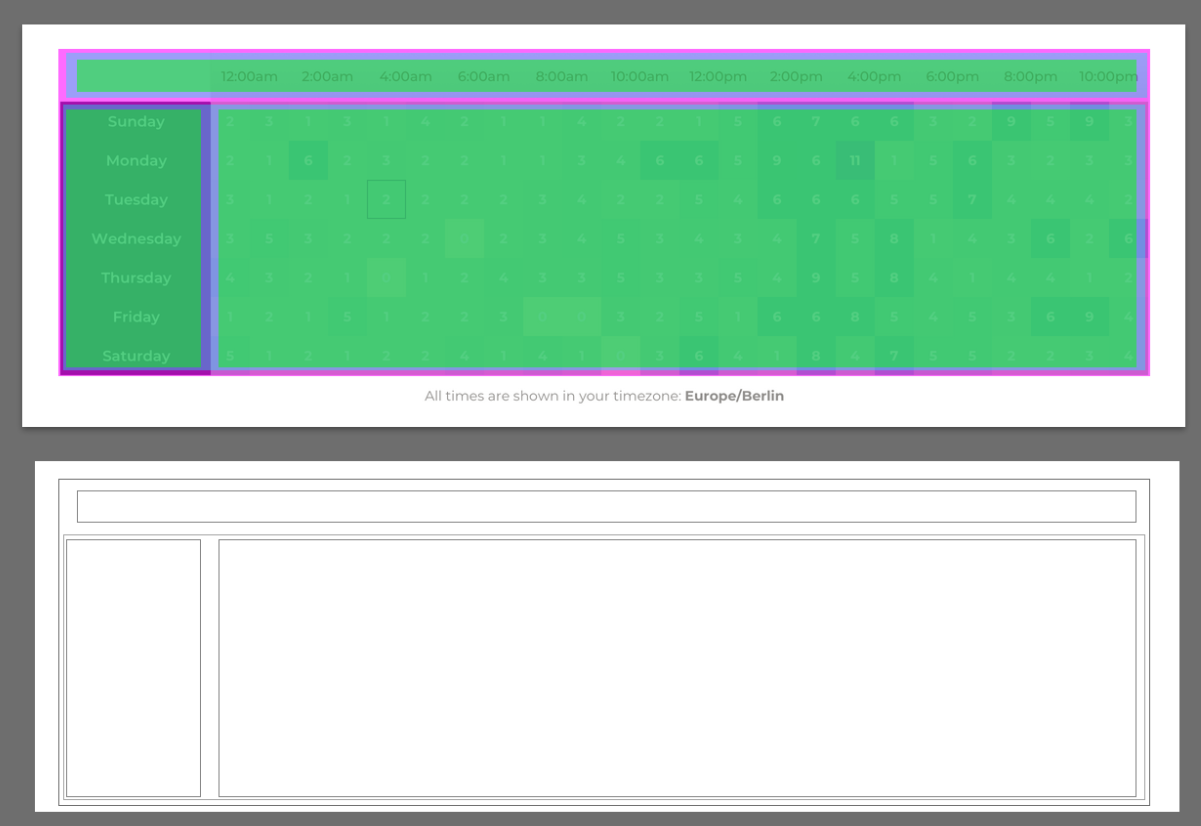 12:00am 2:00am 4:00am 6:00am 8:00am 10:00am 12:00pm 2:00pm 4:00pm 6:00pm 8:00pm 10:00pm
Sunday 2 3 1 3 1 4 2 1 1 4 2 2 1 5 6 7 6 6 3 2 9 5 9 3
Monday 2 1 6 2 3 2 2 1 1 3 4 6 6 5 9 6 11 1 5 6 3 2 3 3
Tuesday 3 1 2 1 2 2 2 2 3 4 2 2 5 4 6 6 6 5 5 7 4 4 4 2
Wednesday 3 5 3 2 2 2 0 2 3 4 5 3 4 3 4 7 5 8 1 4 3 6 2 6
Thursday 4 3 2 1 0 1 2 4 3 3 5 3 3 5 4 9 5 8 4 1 4 4 1 2
Friday 1 2 1 5 1 2 2 3 0 0 3 2 5 1 6 6 8 5 4 5 3 6 9 4
Saturday 5 1 2 1 2 2 4 1 4 1 0 3 6 4 1 8 4 7 5 5 2 2 3 4
All times are shown in your timezone: Europe/Berlin